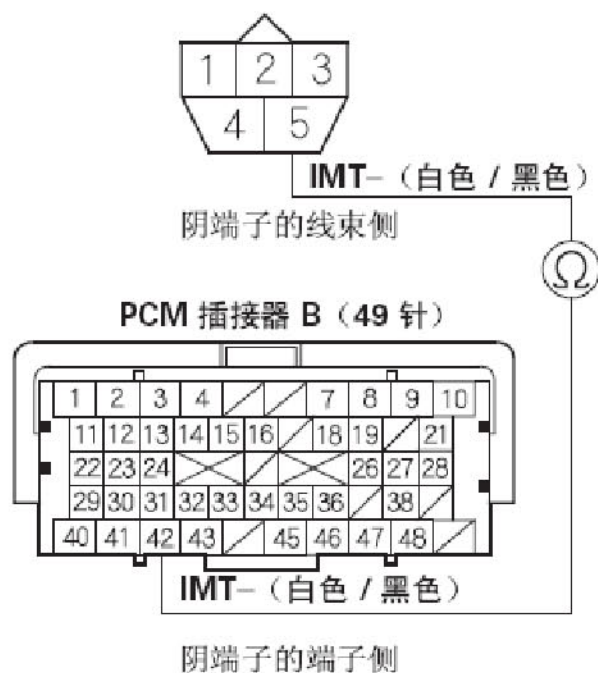 1 2 3
4 5
IMT–（白色 / 黑色）
阴端子的线束侧
Ω
PCM 插接器 B（49 针）
1 2 3 4 7 8 9 10
11 12 13 14 15 16 18 19 21
22 23 24 26 27 28
29 30 31 32 33 34 35 36 38
40 41 42 43 45 46 47 48
IMT–（白色 / 黑色）
阴端子的端子侧